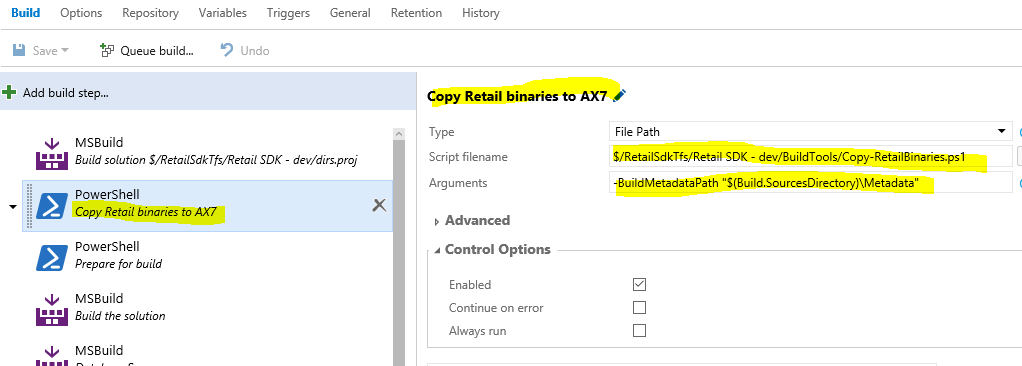 Build Options Repository Variables Triggers General Retention History
Save Queue build... Undo
Add build step...
MSBuild
Build solution $/RetailSdkTfs/Retail SDK - dev/dirs.proj
PowerShell
Copy Retail binaries to AX7
PowerShell
Prepare for build
MSBuild
Build the solution
MSBuild
Copy Retail binaries to AX7
Type File Path
Script filename $/RetailSdkTfs/Retail SDK - dev/BuildTools/Copy-RetailBinaries.ps1
Arguments -BuildMetadataPath "$(Build.SourcesDirectory)\Metadata"
Advanced
Control Options
Enabled
Continue on error
Always run